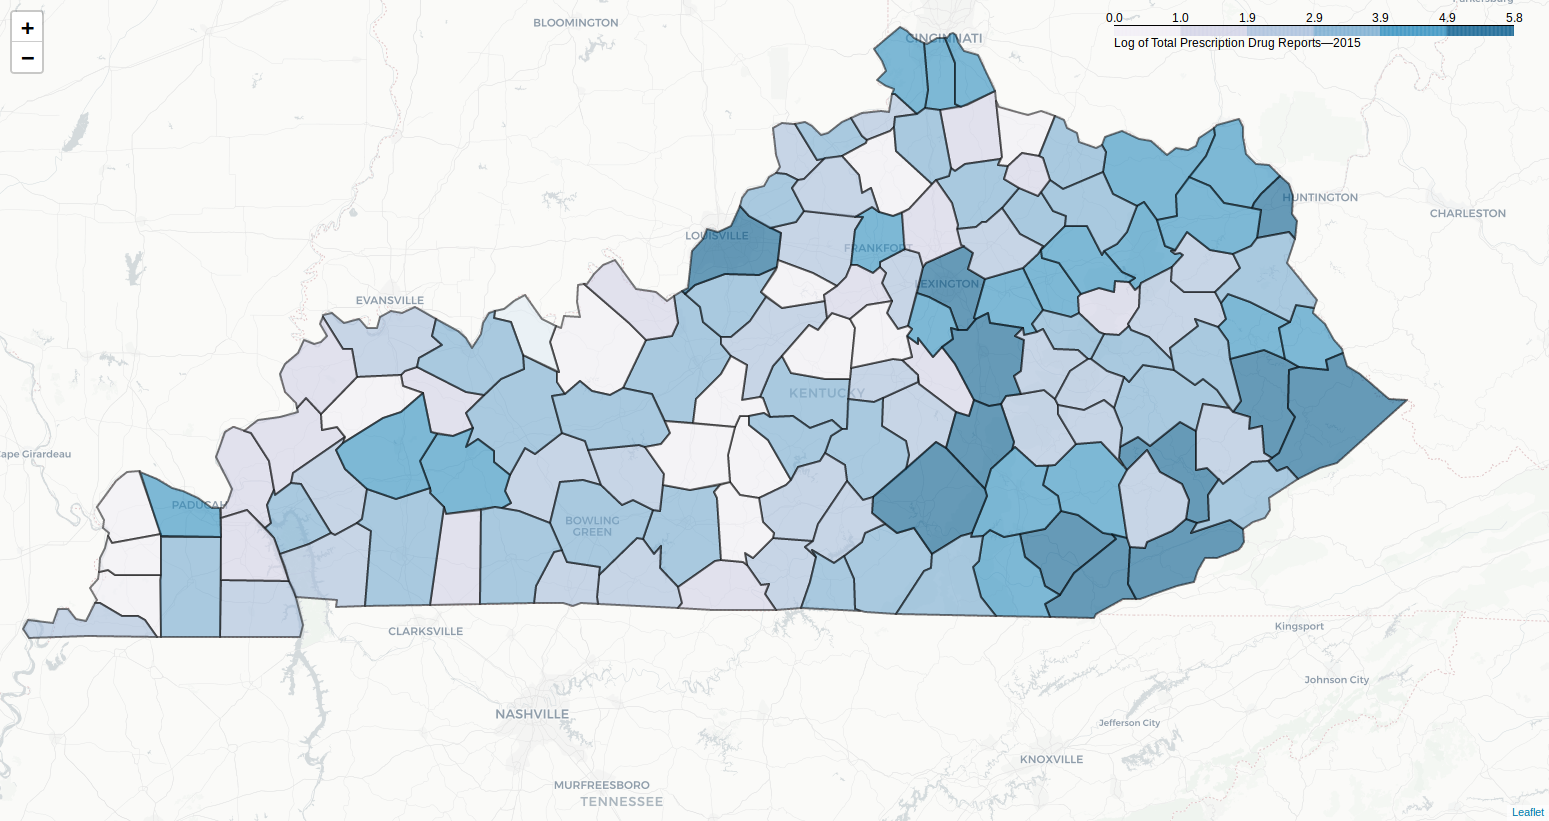 +
−
BLOOMINGTON
CINCINNATI
0.0 1.0 1.9 2.9 3.9 4.9 5.8
Log of Total Prescription Drug Reports—2015
HUNTINGTON
CHARLESTON
LOUISVILLE
FRANKFORT
LEXINGTON
EVANSVILLE
KENTUCKY
ape Girardeau
PADUCAH
BOWLING
GREEN
CLARKSVILLE
Kingsport
Johnson City
NASHVILLE
Jefferson City
KNOXVILLE
MURFREESBORO
TENNESSEE
Leaflet